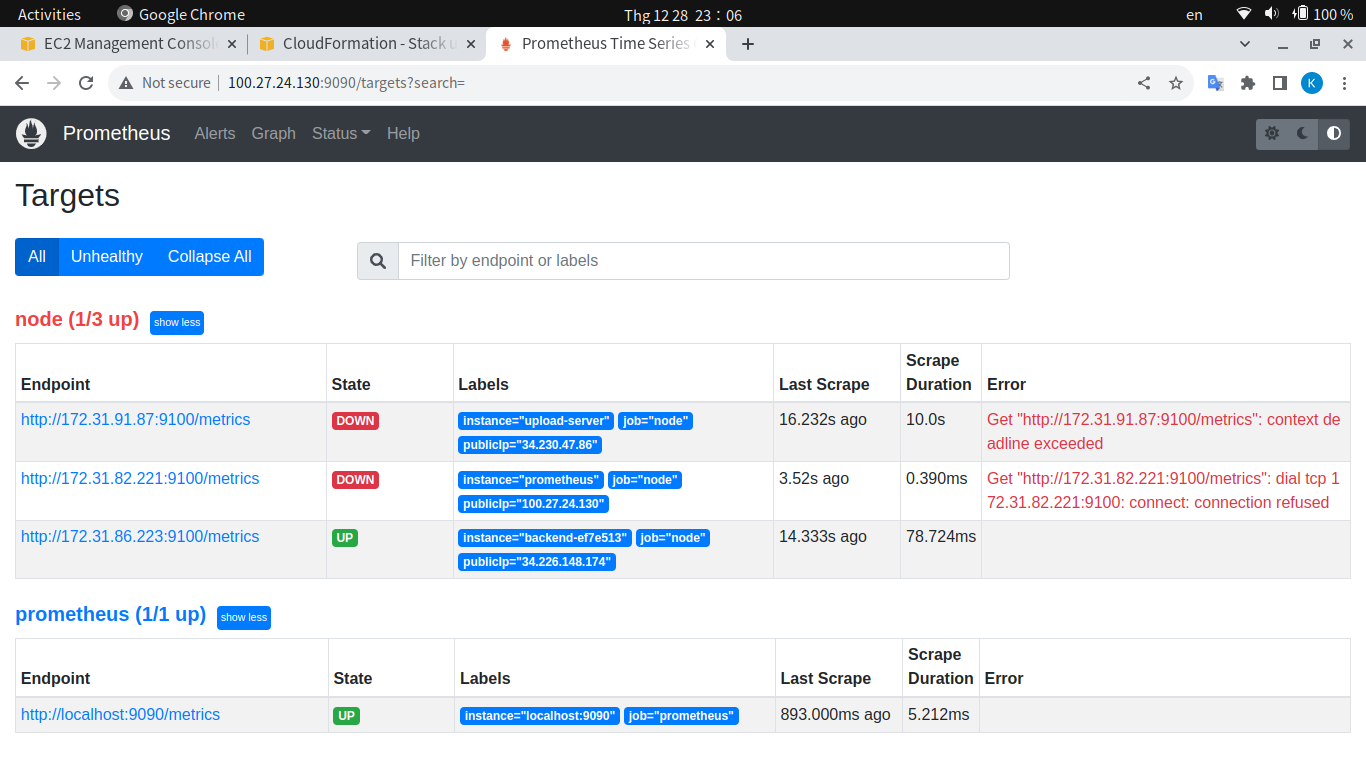 Activities Google Chrome Thg 12 28 23：06 en 100 %
EC2 Management Consol CloudFormation - Stack u Prometheus Time Series
Not secure 100.27.24.130:9090/targets?search= K
Prometheus Alerts Graph Status Help
Targets
All Unhealthy Collapse All Filter by endpoint or labels
node (1/3 up) show less
Endpoint State Labels Last Scrape Scrape Duration Error
http://172.31.91.87:9100/metrics DOWN instance="upload-server" job="node" 16.232s ago 10.0s Get "http://172.31.91.87:9100/metrics": context de
publicIp="34.230.47.86" adline exceeded
http://172.31.82.221:9100/metrics DOWN instance="prometheus" job="node" 3.52s ago 0.390ms Get "http://172.31.82.221:9100/metrics": dial tcp 1
publicIp="100.27.24.130" 72.31.82.221:9100: connect: connection refused
http://172.31.86.223:9100/metrics UP instance="backend-ef7e513" job="node" 14.333s ago 78.724ms
publicIp="34.226.148.174"
prometheus (1/1 up) show less
Endpoint State Labels Last Scrape Scrape Duration Error
http://localhost:9090/metrics UP instance="localhost:9090" job="prometheus" 893.000ms ago 5.212ms